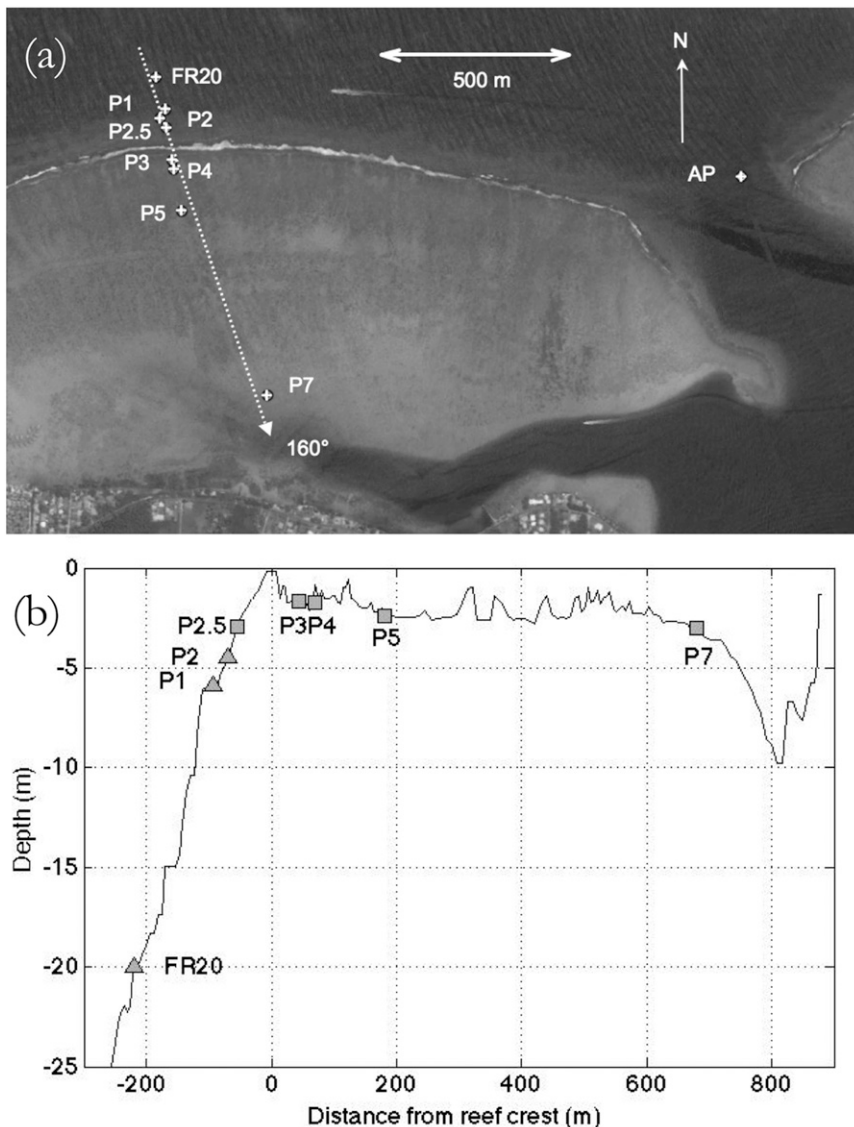 (a)
FR20
500 m
N
P1
P2
P2.5
P3
P4
AP
P5
P7
160°
(b)
0
P2.5
P3P4
P5
P7
P2
-5
P1
-10
Depth (m)
-15
-20
FR20
-25
-200
0
200
400
600
800
Distance from reef crest (m)